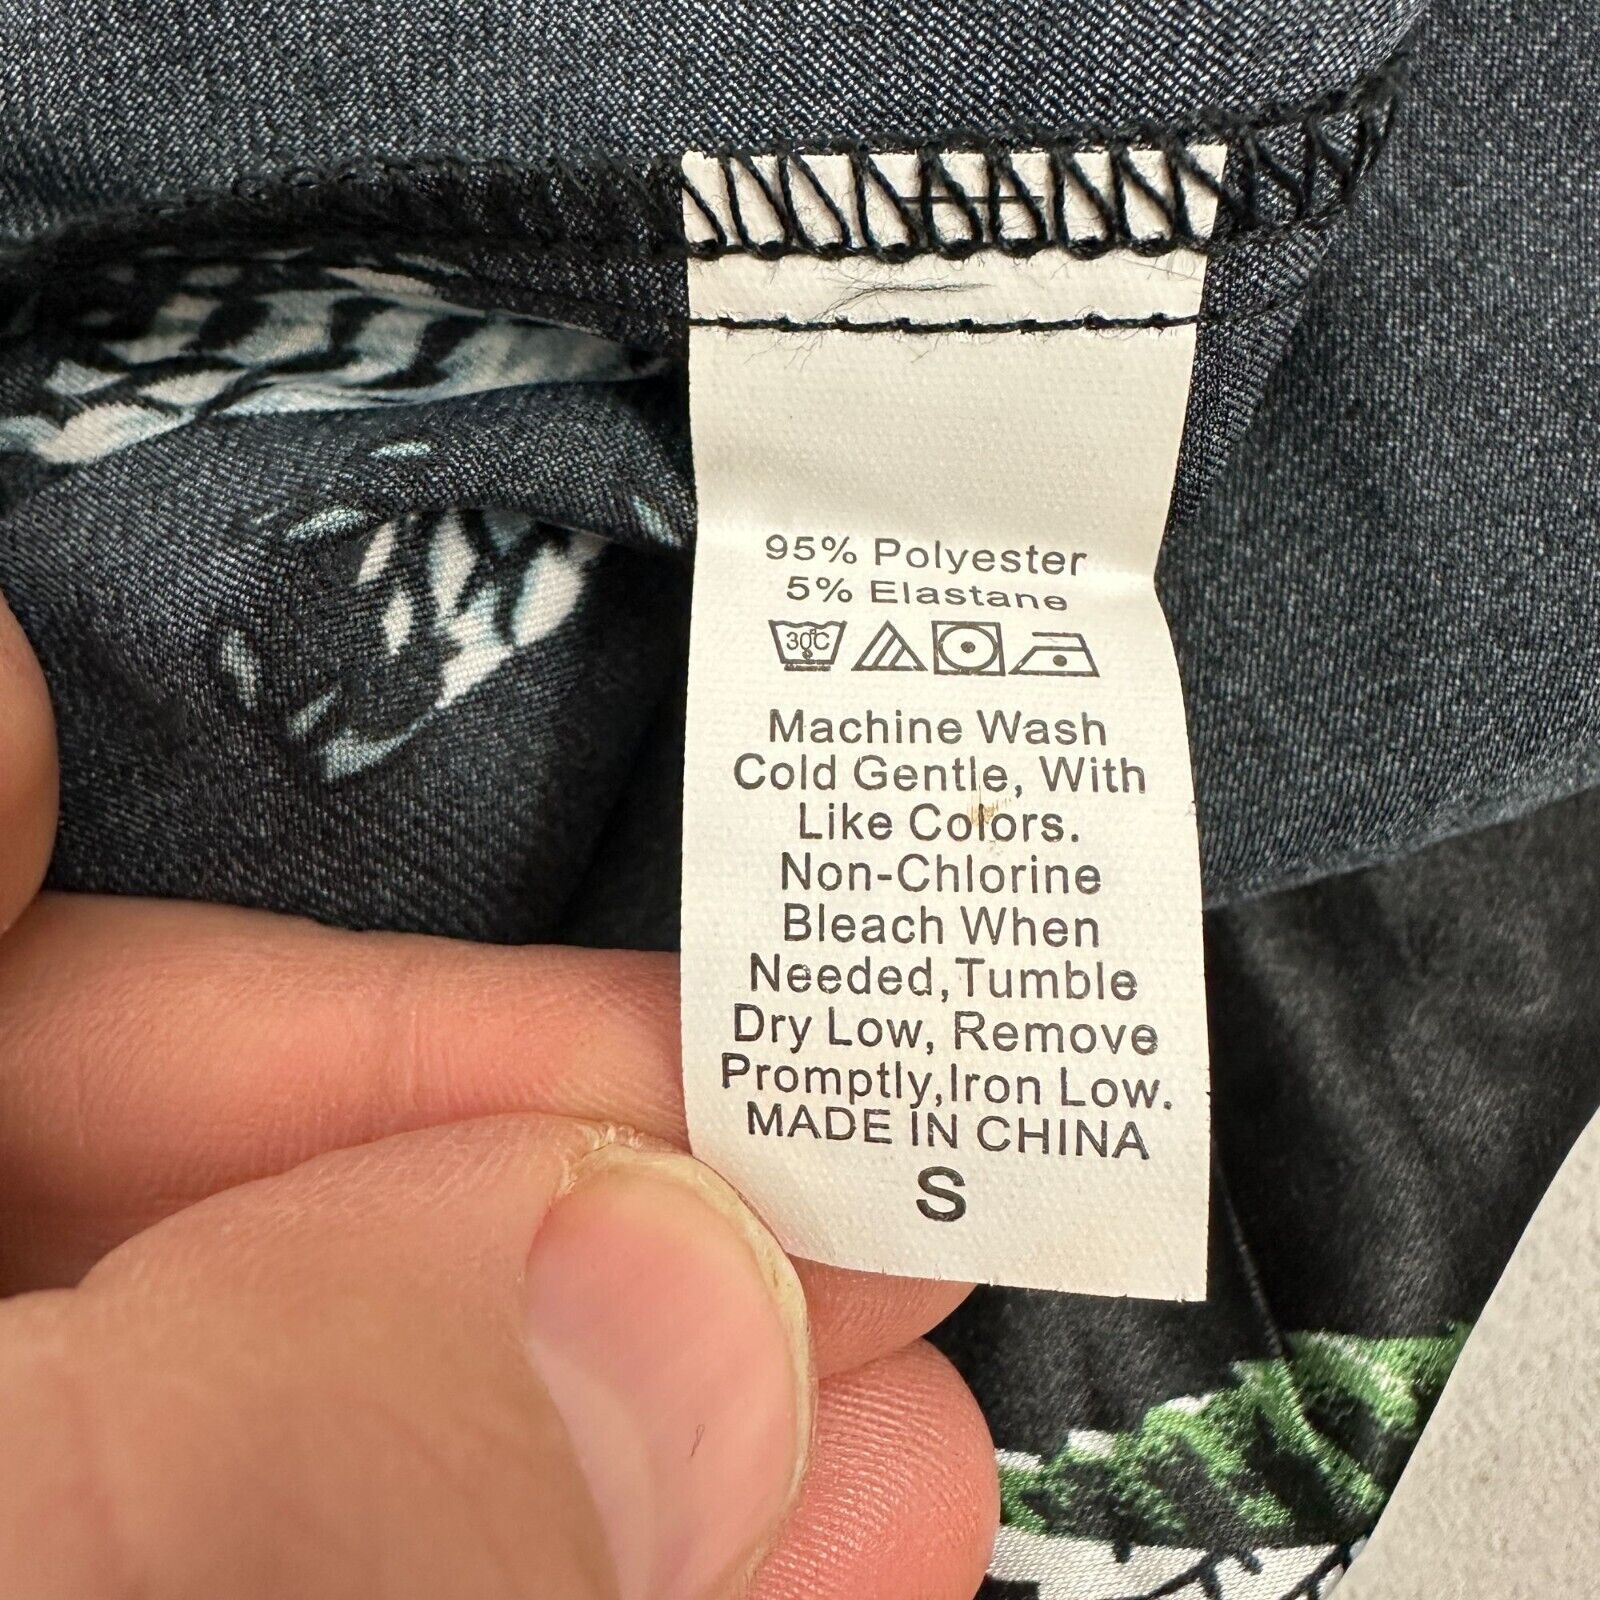 95% Polyester
5% Elastane
30°C
Machine Wash
Cold Gentle, With
Like Colors.
Non-Chlorine
Bleach When
Needed,Tumble
Dry Low, Remove
Promptly,Iron Low.
MADE IN CHINA
S